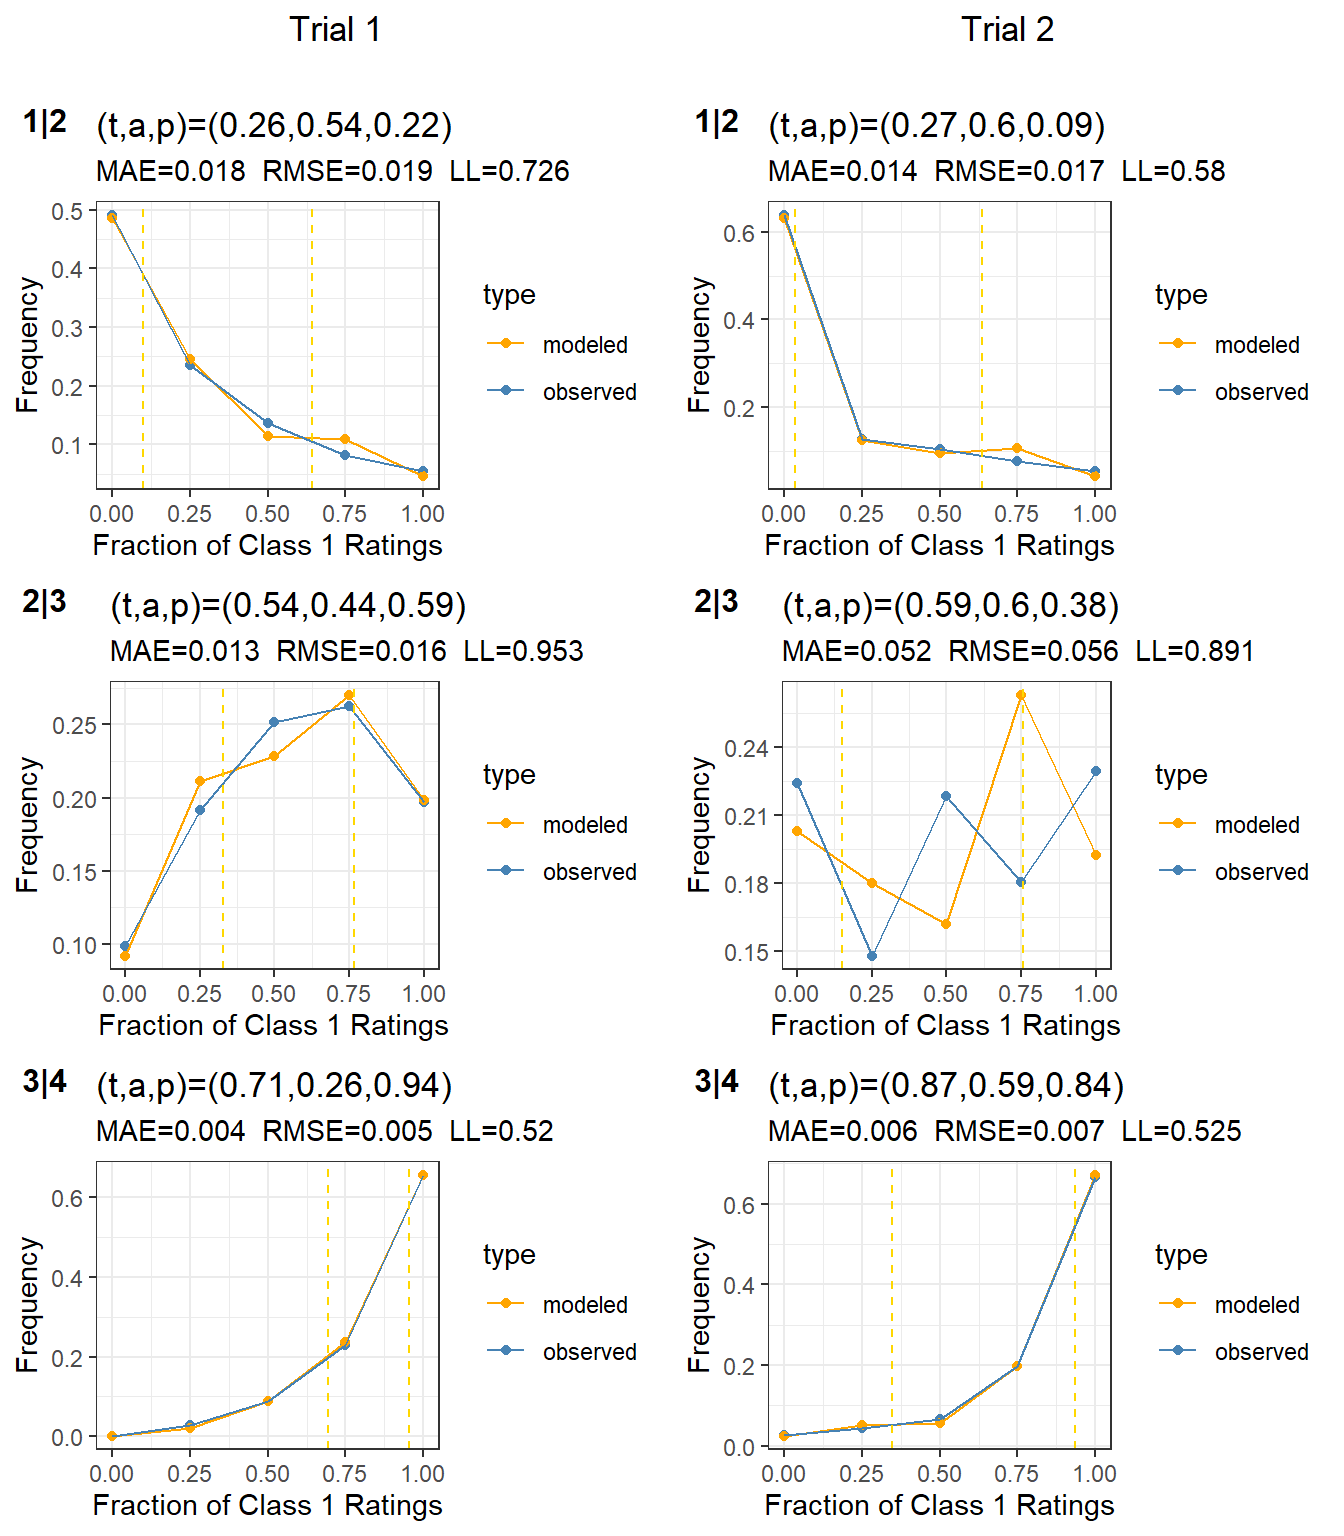 Trial 1
Trial 2
1|2
(t,a,p)=(0.26,0.54,0.22)
MAE=0.018  RMSE=0.019  LL=0.726
0.5
0.4
0.3
0.2
0.1
Frequency
0.00 0.25 0.50 0.75 1.00
Fraction of Class 1 Ratings
type
modeled
observed
1|2
(t,a,p)=(0.27,0.6,0.09)
MAE=0.014  RMSE=0.017  LL=0.58
0.6
0.4
0.2
Frequency
0.00 0.25 0.50 0.75 1.00
Fraction of Class 1 Ratings
type
modeled
observed
2|3
(t,a,p)=(0.54,0.44,0.59)
MAE=0.013  RMSE=0.016  LL=0.953
0.25
0.20
0.15
0.10
Frequency
0.00 0.25 0.50 0.75 1.00
Fraction of Class 1 Ratings
type
modeled
observed
2|3
(t,a,p)=(0.59,0.6,0.38)
MAE=0.052  RMSE=0.056  LL=0.891
0.24
0.21
0.18
0.15
Frequency
0.00 0.25 0.50 0.75 1.00
Fraction of Class 1 Ratings
type
modeled
observed
3|4
(t,a,p)=(0.71,0.26,0.94)
MAE=0.004  RMSE=0.005  LL=0.52
0.6
0.4
0.2
0.0
Frequency
0.00 0.25 0.50 0.75 1.00
Fraction of Class 1 Ratings
type
modeled
observed
3|4
(t,a,p)=(0.87,0.59,0.84)
MAE=0.006  RMSE=0.007  LL=0.525
0.6
0.4
0.2
0.0
Frequency
0.00 0.25 0.50 0.75 1.00
Fraction of Class 1 Ratings
type
modeled
observed